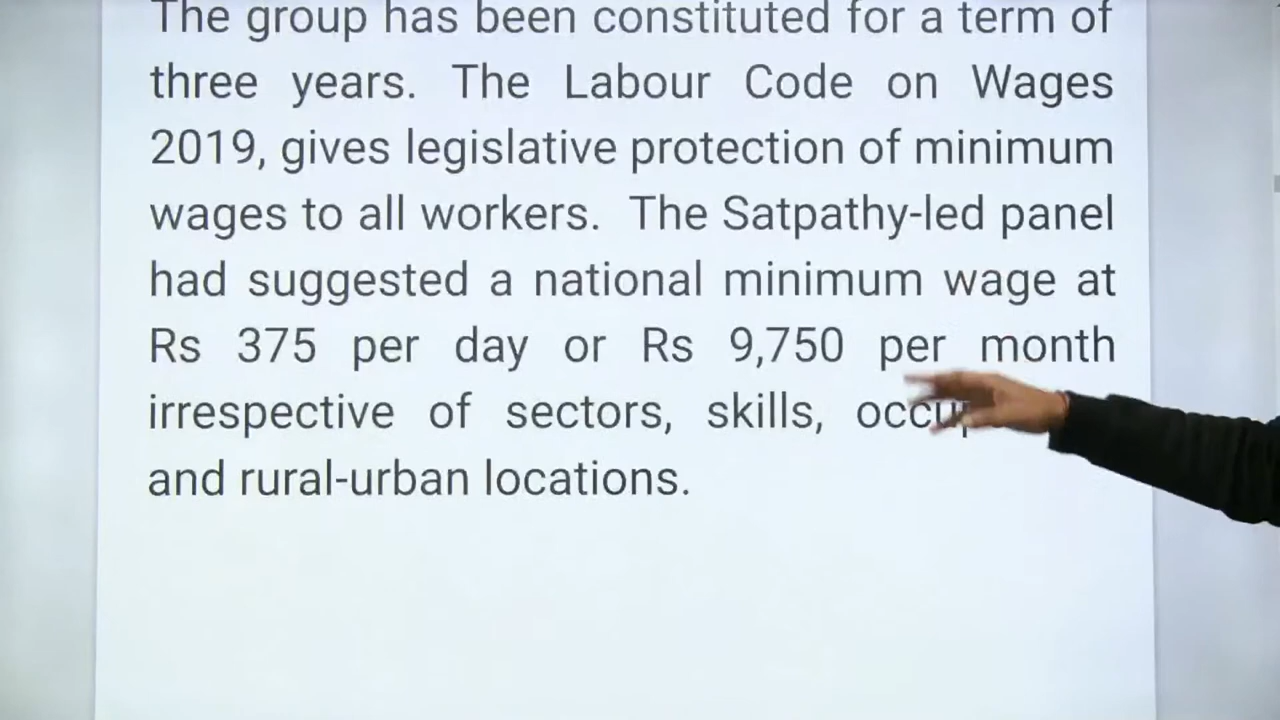 The group has been constituted for a term of
three years. The Labour Code on Wages
2019, gives legislative protection of minimum
wages to all workers. The Satpathy-led panel
had suggested a national minimum wage at
Rs 375 per day or Rs 9,750 per month
irrespective of sectors, skills,
and rural-urban locations.